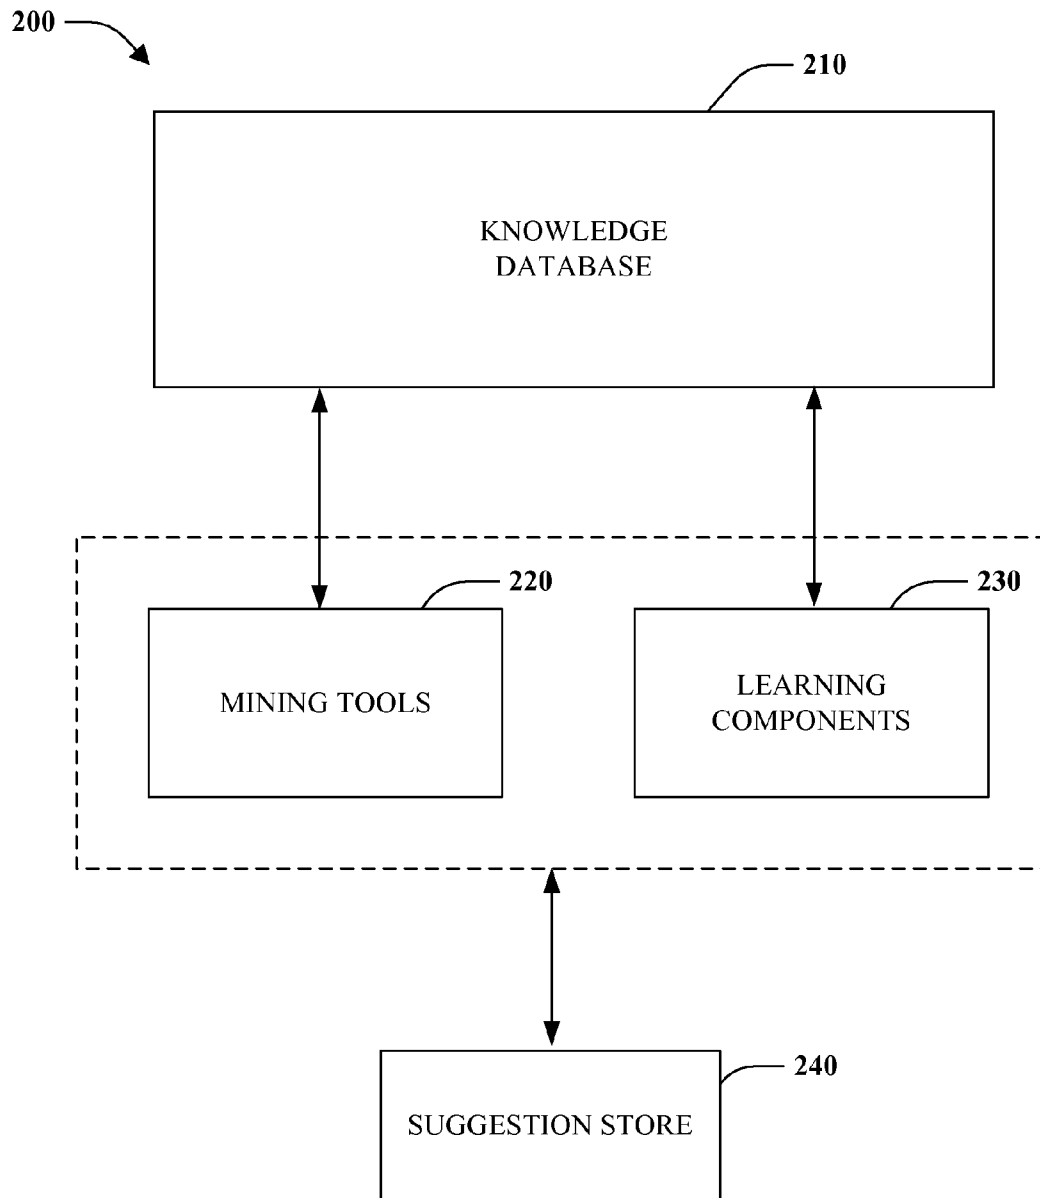 200
210
KNOWLEDGE
DATABASE
220
230
MINING TOOLS
LEARNING
COMPONENTS
240
SUGGESTION STORE